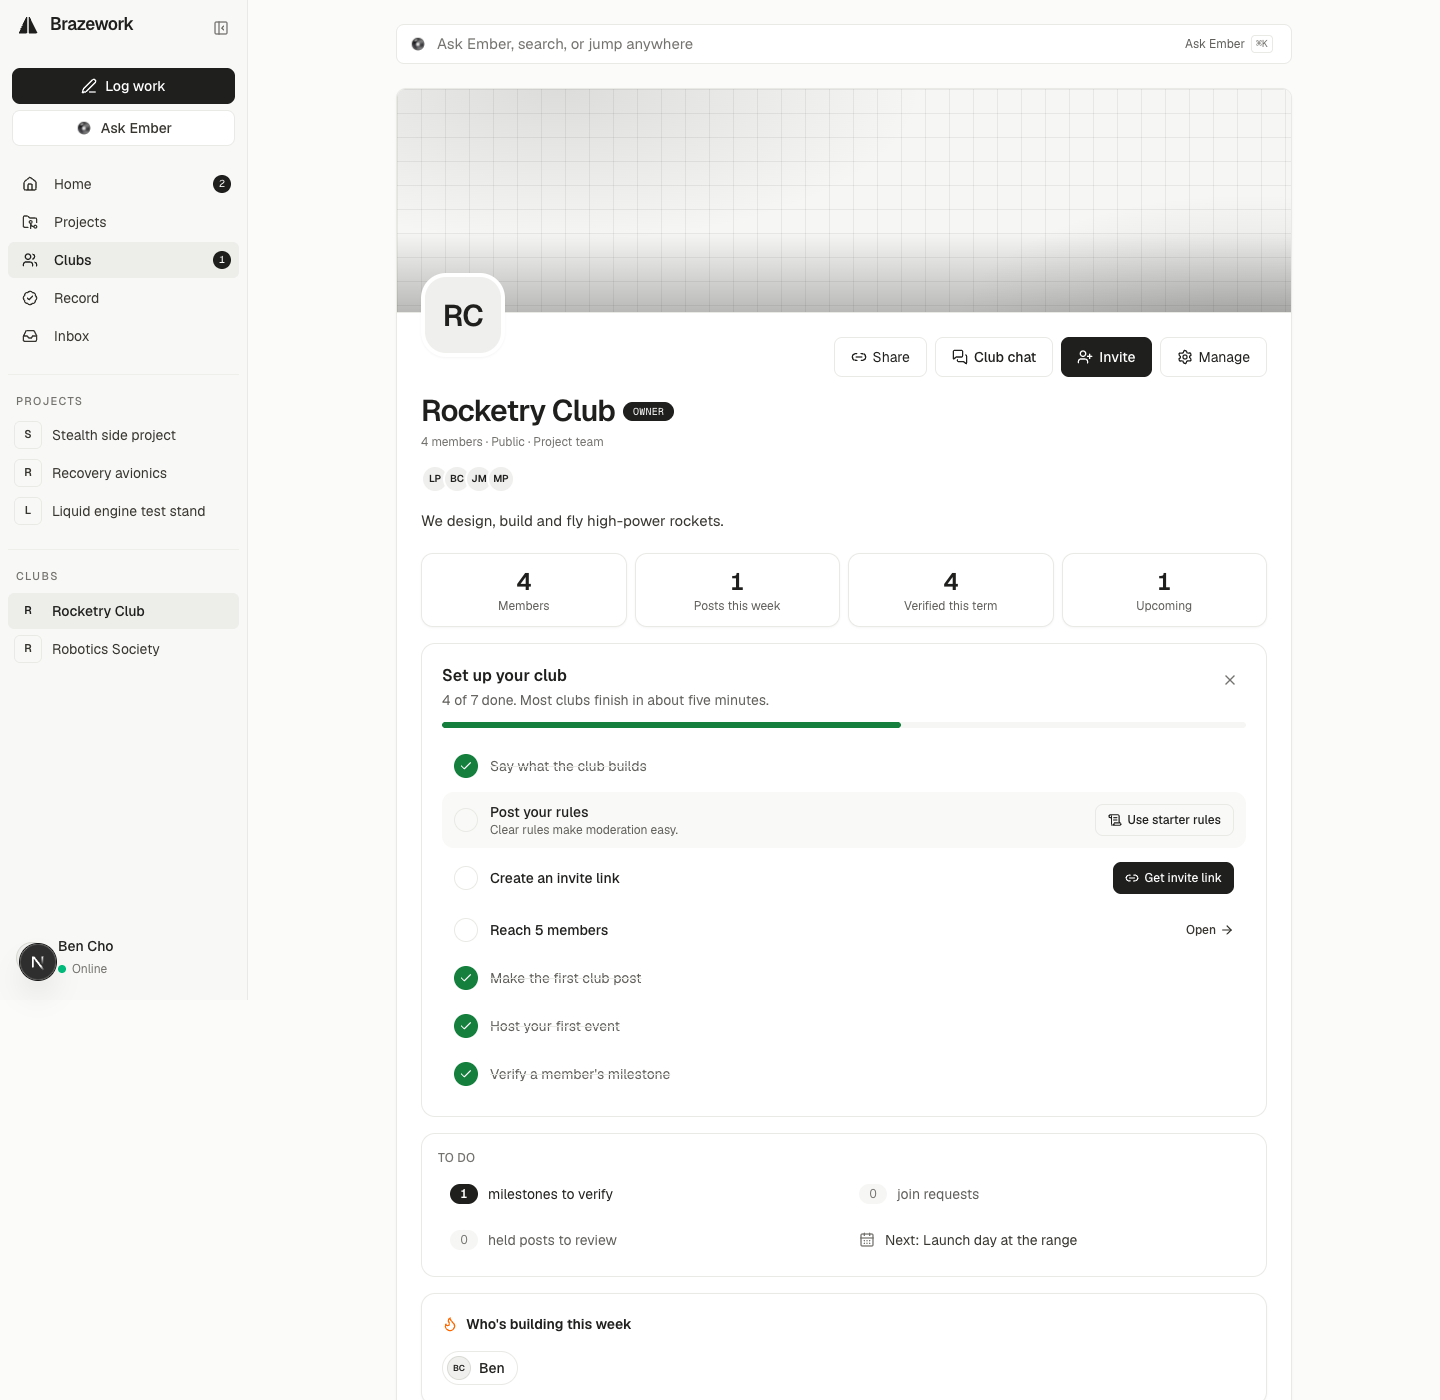 Brazework
Log work
Ask Ember
Home 2
Projects
Clubs 1
Record
Inbox
PROJECTS
S Stealth side project
R Recovery avionics
L Liquid engine test stand
CLUBS
R Rocketry Club
R Robotics Society
N
Ben Cho
Online
Ask Ember, search, or jump anywhere
Ask Ember ⌘K
RC
Share Club chat Invite Manage
Rocketry Club OWNER
4 members · Public · Project team
LP BC JM MP
We design, build and fly high-power rockets.
4 1 4 1
Members Posts this week Verified this term Upcoming
Set up your club
4 of 7 done. Most clubs finish in about five minutes.
Say what the club builds
Post your rules
Clear rules make moderation easy.
Use starter rules
Create an invite link Get invite link
Reach 5 members Open →
Make the first club post
Host your first event
Verify a member's milestone
TO DO
1 milestones to verify 0 join requests
0 held posts to review Next: Launch day at the range
Who's building this week
BC Ben